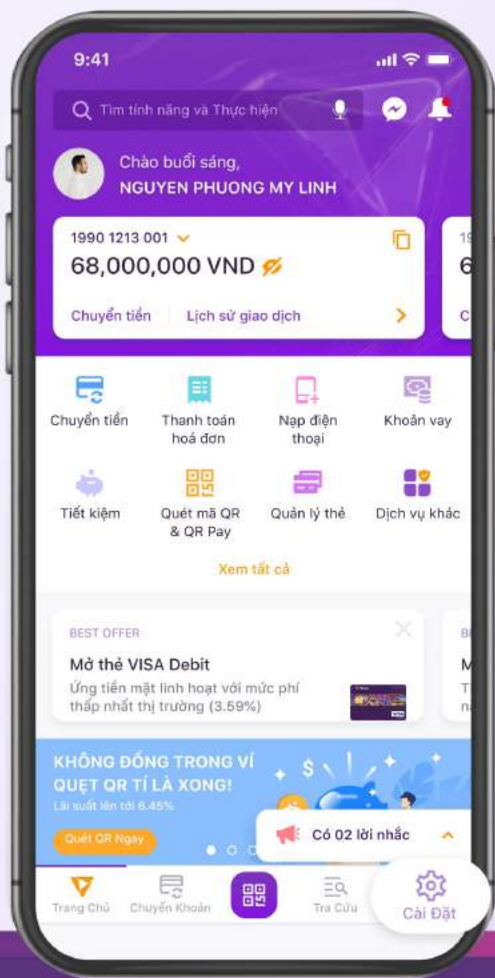 9:41
Tìm tính năng và Thực hiện
Chào buổi sáng,
NGUYEN PHUONG MY LINH
1990 1213 001
68,000,000 VND
Chuyển tiền
Lịch sử giao dịch
19
6
C
Chuyển tiền
Thanh toán
hoá đơn
Nạp điện
thoại
Khoản vay
Tiết kiệm
Quét mã QR
& QR Pay
Quản lý thẻ
Dịch vụ khác
Xem tất cả
BEST OFFER
Mở thẻ VISA Debit
Ứng tiền mặt linh hoạt với mức phí
thấp nhất thị trường (3.59%)
VISA
B
M
T
n
KHÔNG ĐỒNG TRONG VÍ
QUẸT QR TÍ LÀ XONG!
Lãi suất lên tới 6.45%
Quét QR Ngay
Có 02 lời nhắc
Trang Chủ
Chuyển Khoản
Tra Cứu
Cài Đặt